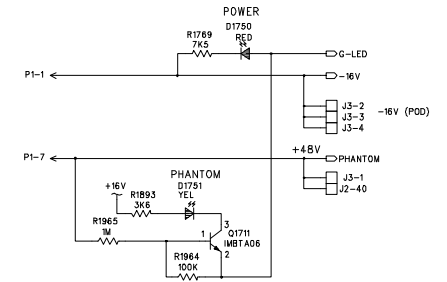 POWER
D1750
RED
R1769
7K5
G-LED
P1-1
-16V
J3-2
J3-3
J3-4
-16V (POD)
+48V
P1-7
PHANTOM
J3-1
J2-40
PHANTOM
D1751
YEL
+16V
R1893
3K6
3
Q1711
IMBTA06
1
2
R1965
1M
R1964
100K